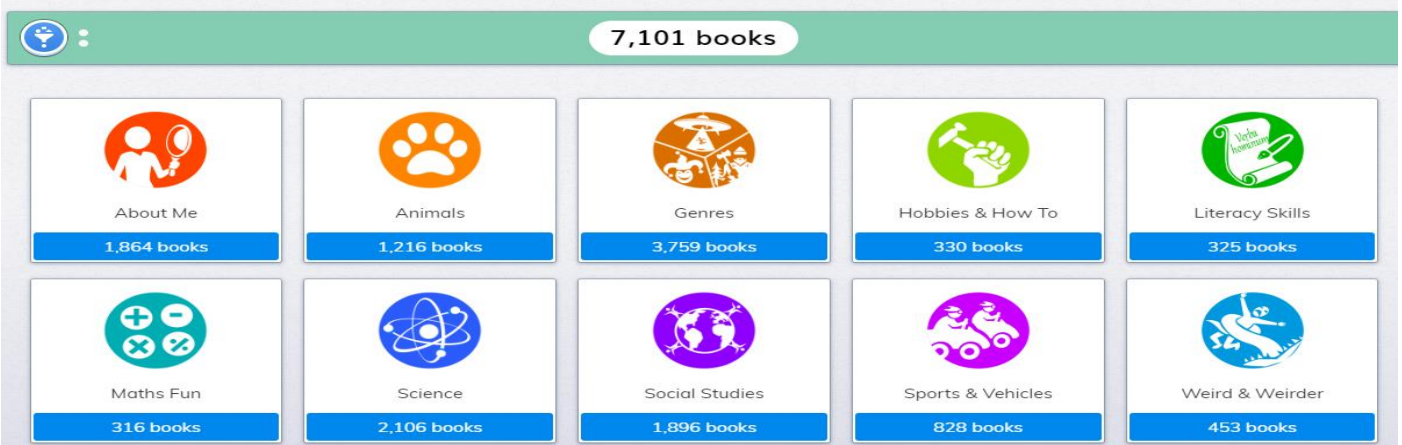 7,101 books
About Me
1,864 books
Animals
1,216 books
Genres
3,759 books
Hobbies & How To
330 books
Verba
hominum
Literacy Skills
325 books
Maths Fun
316 books
Science
2,106 books
Social Studies
1,896 books
Sports & Vehicles
828 books
Weird & Weirder
453 books